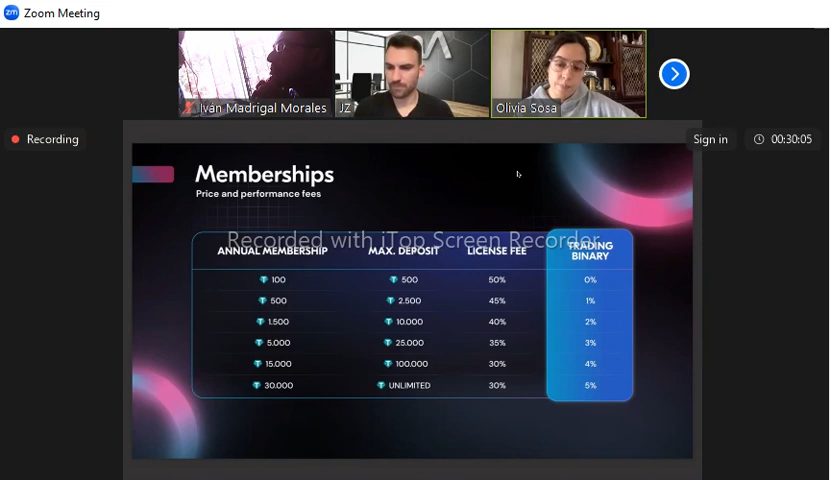 zm Zoom Meeting
Iván Madrigal Morales
JZ
Olivia Sosa
Recording
Sign in
00:30:05
Memberships
Price and performance fees
Recorded with iTop Screen Recorder
ANNUAL MEMBERSHIP MAX. DEPOSIT LICENSE FEE TRADING
BINARY
100 500 50% 0%
500 2.500 45% 1%
1.500 10.000 40% 2%
5.000 25.000 35% 3%
15.000 100.000 30% 4%
30.000 UNLIMITED 30% 5%